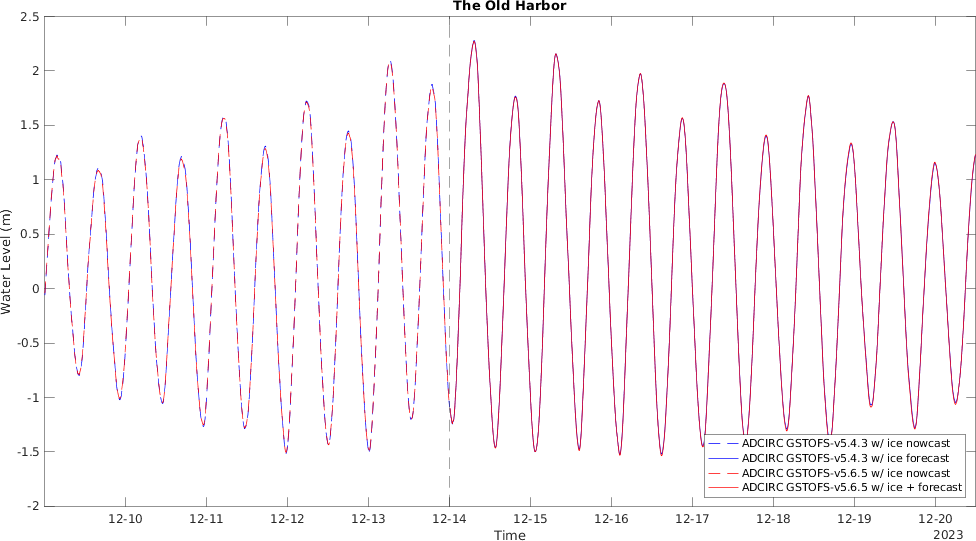 The Old Harbor
2.5
2
1.5
1
0.5
0
-0.5
-1
-1.5
-2
Water Level (m)
ADCIRC GSTOFS-v5.4.3 w/ ice nowcast
ADCIRC GSTOFS-v5.4.3 w/ ice forecast
ADCIRC GSTOFS-v5.6.5 w/ ice nowcast
ADCIRC GSTOFS-v5.6.5 w/ ice + forecast
12-10 12-11 12-12 12-13 12-14 12-15 12-16 12-17 12-18 12-19 12-20
Time
2023